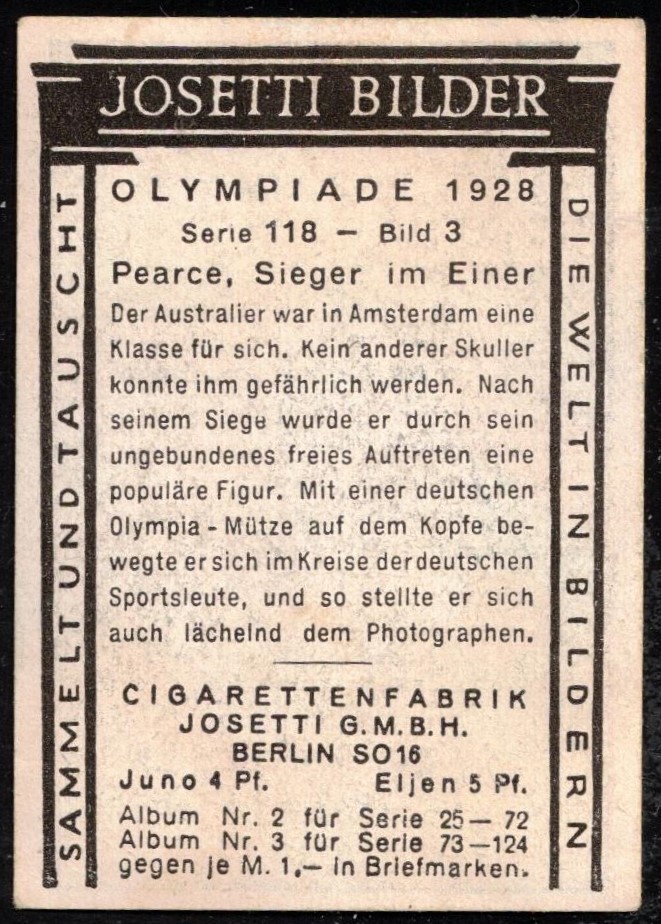 JOSETTI BILDER
SAMMELT UND TAUSCHT
OLYMPIADE 1928
Serie 118 — Bild 3
Pearce, Sieger im Einer
Der Australier war in Amsterdam eine
Klasse für sich. Kein anderer Skuller
konnte ihm gefährlich werden. Nach
seinem Siege wurde er durch sein
ungebundenes freies Auftreten eine
populäre Figur. Mit einer deutschen
Olympia-Mütze auf dem Kopfe be-
wegte er sich im Kreise der deutschen
Sportsleute, und so stellte er sich
auch lächelnd dem Photographen.
CIGARETTENFABRIK
JOSETTI G.M.B.H.
BERLIN SO16
Juno 4 Pf. Eljen 5 Pf.
Album Nr. 2 für Serie 25—72
Album Nr. 3 für Serie 73—124
gegen je M. 1,— in Briefmarken.
DIE WELT IN BILDERN